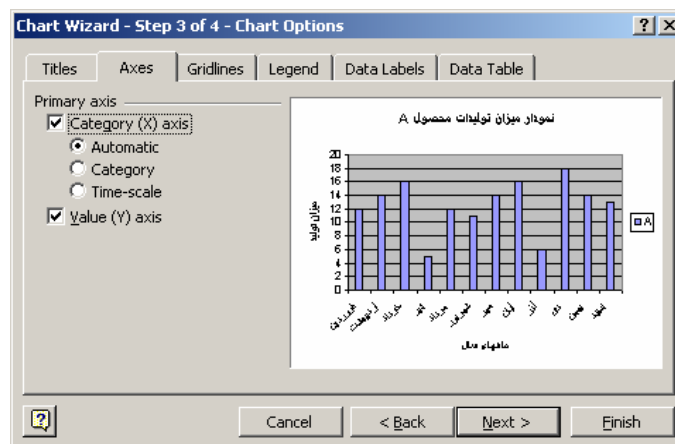 Chart Wizard - Step 3 of 4 - Chart Options
Titles
Axes
Gridlines
Legend
Data Labels
Data Table
Primary axis
Category (X) axis
Automatic
Category
Time-scale
Value (Y) axis
نمودار میزان تولیدات محصول A
میزان تولید
20
18
16
14
12
10
8
6
4
2
0
A
فروردین
اردیبهشت
خرداد
تیر
مرداد
شهریور
مهر
آبان
آذر
دی
بهمن
اسفند
ماههای سال
Cancel
< Back
Next >
Finish